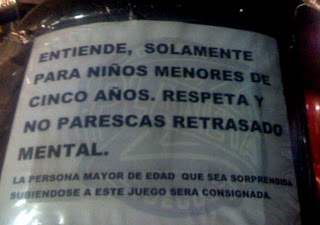 ENTIENDE, SOLAMENTE
PARA NIÑOS MENORES DE
CINCO AÑOS. RESPETA Y
NO PARESCAS RETRASADO
MENTAL.
LA PERSONA MAYOR DE EDAD QUE SEA SORPRENDIDA
SUBIENDOSE A ESTE JUEGO SERA CONSIGNADA.